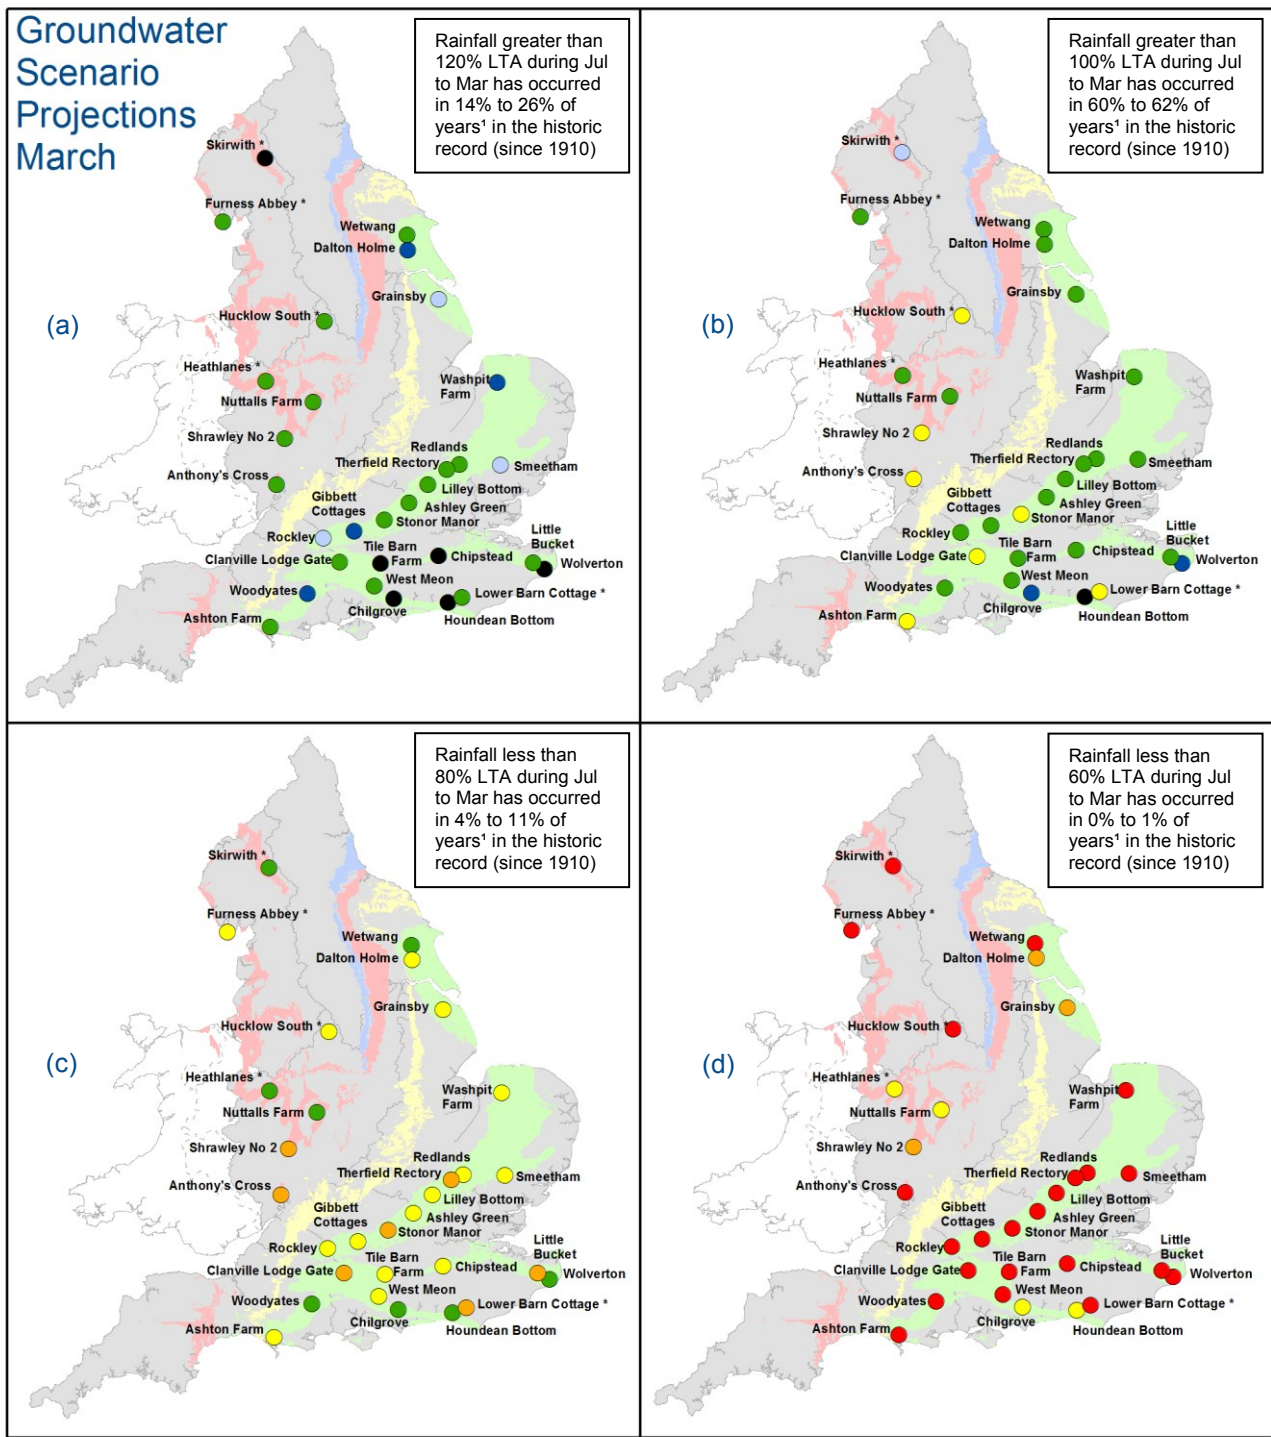 Groundwater
Scenario
Projections
March
Rainfall greater than
120% LTA during Jul
to Mar has occurred
in 14% to 26% of
years¹ in the historic
record (since 1910)
Skirwith *
Furness Abbey *
Wetwang
Dalton Holme
Grainsby
(a)
Hucklow South *
Heathlanes *
Nuttalls Farm
Washpit
Farm
Shrawley No 2
Redlands
Therfield Rectory
Smeetham
Anthony's Cross
Lilley Bottom
Gibbett
Cottages
Ashley Green
Stonor Manor
Rockley
Little
Bucket
Tile Barn
Farm
Chipstead
Clanville Lodge Gate
Wolverton
West Meon
Woodyates
Lower Barn Cottage *
Chilgrove
Houndean Bottom
Ashton Farm
Rainfall greater than
100% LTA during Jul
to Mar has occurred
in 60% to 62% of
years¹ in the historic
record (since 1910)
Skirwith *
Furness Abbey *
Wetwang
Dalton Holme
Grainsby
(b)
Hucklow South *
Heathlanes *
Nuttalls Farm
Washpit
Farm
Shrawley No 2
Redlands
Therfield Rectory
Smeetham
Anthony's Cross
Lilley Bottom
Gibbett
Cottages
Ashley Green
Stonor Manor
Rockley
Little
Bucket
Tile Barn
Farm
Chipstead
Clanville Lodge Gate
Wolverton
West Meon
Woodyates
Lower Barn Cottage *
Chilgrove
Houndean Bottom
Ashton Farm
Rainfall less than
80% LTA during Jul
to Mar has occurred
in 4% to 11% of
years¹ in the historic
record (since 1910)
Skirwith *
Furness Abbey *
Wetwang
Dalton Holme
Grainsby
Hucklow South *
(c)
Heathlanes *
Nuttalls Farm
Washpit
Farm
Shrawley No 2
Redlands
Therfield Rectory
Smeetham
Anthony's Cross
Lilley Bottom
Gibbett
Cottages
Ashley Green
Stonor Manor
Rockley
Little
Bucket
Tile Barn
Farm
Chipstead
Clanville Lodge Gate
Wolverton
West Meon
Woodyates
Lower Barn Cottage *
Chilgrove
Houndean Bottom
Ashton Farm
Rainfall less than
60% LTA during Jul
to Mar has occurred
in 0% to 1% of
years¹ in the historic
record (since 1910)
Skirwith *
Furness Abbey *
Wetwang
Dalton Holme
Grainsby
Hucklow South *
(d)
Heathlanes *
Nuttalls Farm
Washpit
Farm
Shrawley No 2
Redlands
Therfield Rectory
Smeetham
Anthony's Cross
Lilley Bottom
Gibbett
Cottages
Ashley Green
Stonor Manor
Rockley
Little
Bucket
Tile Barn
Farm
Chipstead
Clanville Lodge Gate
Wolverton
West Meon
Woodyates
Lower Barn Cottage *
Chilgrove
Houndean Bottom
Ashton Farm